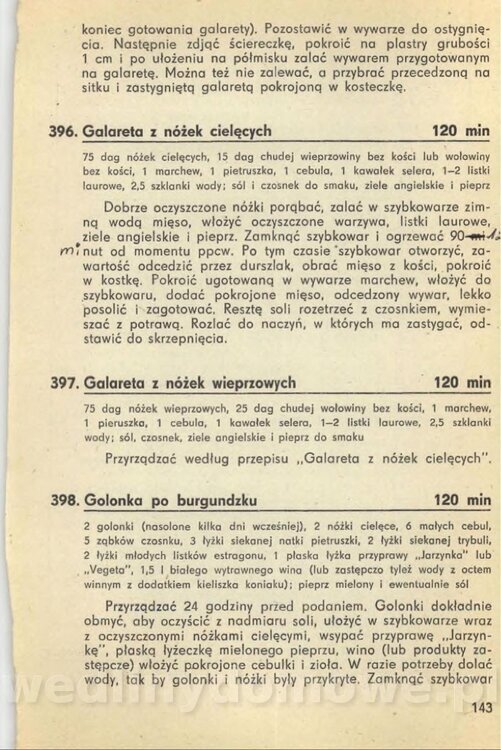 koniec gotowania galarety). Pozostawić w wywarze do ostygnię-
cia. Następnie zdjąć ściereczkę, pokroić na plastry grubości
1 cm i po ułożeniu na półmisku zalać wywarem przygotowanym
na galaretę. Można też nie zalewać, a przybrać przecedzoną na
sitku i zastygniętą galaretą pokrojoną w kosteczkę.
396. Galareta z nóżek cielęcych 120 min
75 dag nóżek cielęcych, 15 dag chudej wieprzowiny bez kości lub wołowiny
bez kości, 1 marchew, 1 pietruszka, 1 cebula, 1 kawałek selera, 1—2 listki
laurowe, 2,5 szklanki wody; sól i czosnek do smaku, ziele angielskie i pieprz
Dobrze oczyszczone nóżki porąbać, zalać w szybkowarze zim-
ną wodą mięso, włożyć oczyszczone warzywa, listki laurowe,
ziele angielskie i pieprz. Zamknąć szybkowar i ogrzewać 90
minut od momentu ppcw. Po tym czasie szybkowar otworzyć, za-
wartość odcedzić przez durszlak, obrać mięso z kości, pokroić
w kostkę. Pokroić ugotowaną w wywarze marchew, włożyć do
szybkowaru, dodać pokrojone mięso, odcedzony wywar, lekko
posolić i zagotować. Resztę soli rozetrzeć z czosnkiem, wymie-
szać z potrawą. Rozlać do naczyń, w których ma zastygać, od-
stawić do skrzepnięcia.
397. Galareta z nóżek wieprzowych 120 min
75 dag nóżek wieprzowych, 25 dag chudej wołowiny bez kości, 1 marchew,
1 pieruszka, 1 cebula, 1 kawałek selera, 1—2 listki laurowe, 2,5 szklanki
wody; sól, czosnek, ziele angielskie i pieprz do smaku
Przyrządzać według przepisu „Galareta z nóżek cielęcych".
398. Golonka po burgundzku 120 min
2 golonki (nasolone kilka dni wcześniej), 2 nóżki cielęce, 6 małych cebul,
5 ząbków czosnku, 3 łyżki siekanej natki pietruszki, 2 łyżki siekanej trybuli,
2 łyżki młodych listków estragonu, 1 płaska łyżka przyprawy „Jarzynka" lub
„Vegeta", 1,5 l białego wytrawnego wina (lub zastępczo tyleż wody z octem
winnym z dodatkiem kieliszka koniaku); pieprz mielony i ewentualnie sól
Przyrządzać 24 godziny przed podaniem. Golonki dokładnie
obmyć, aby oczyścić z nadmiaru soli, ułożyć w szybkowarze wraz
z oczyszczonymi nóżkami cielęcymi, wsypać przyprawę „Jarzyn-
kę", płaską łyżeczkę mielonego pieprzu, wino (lub produkty za-
stępcze) włożyć pokrojone cebulki i zioła. W razie potrzeby dolać
wody, tak by golonki i nóżki były przykryte. Zamknąć szybkowar
wedlinydomowe.pl
143